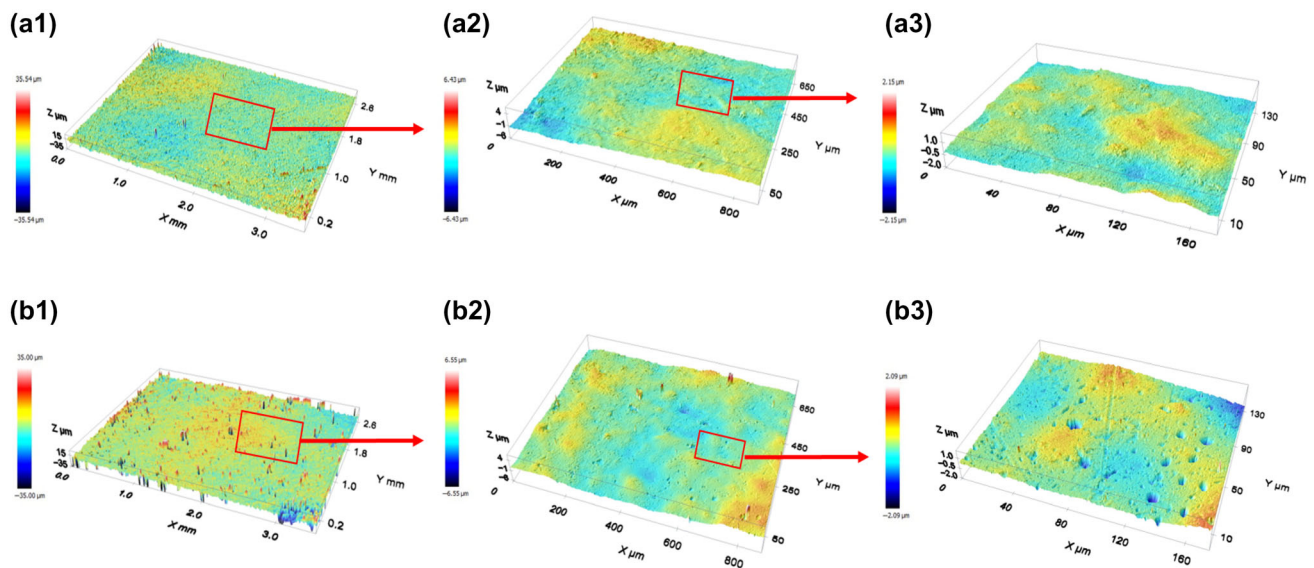 (a1)
35.54 µm
−35.54 µm
Z µm
15
−35
0.0
1.0
2.0
X mm
3.0
0.2
1.0
Y mm
1.8
2.6
(a2)
6.43 µm
−6.43 µm
Z µm
4
−1
−6
0
200
400
X µm
600
800
50
250
Y µm
450
650
(a3)
2.15 µm
−2.15 µm
Z µm
1.0
−0.5
−2.0
0
40
80
X µm
120
160
10
50
Y µm
90
130
(b1)
35.00 µm
−35.00 µm
Z µm
15
−35
0.0
1.0
2.0
X mm
3.0
0.2
1.0
Y mm
1.8
2.6
(b2)
6.55 µm
−6.55 µm
Z µm
4
−1
−6
0
200
400
X µm
600
800
50
250
Y µm
450
650
(b3)
2.09 µm
−2.09 µm
Z µm
1.0
−0.5
−2.0
0
40
80
X µm
120
160
10
50
Y µm
90
130